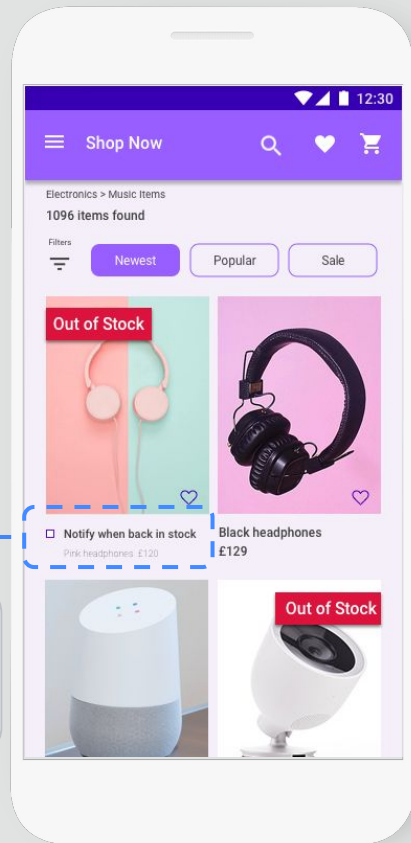 12:30
Shop Now
Electronics > Music Items
1096 items found
Filters
Newest
Popular
Sale
Out of Stock
Notify when back in stock
Pink headphones £120
Black headphones
£129
Out of Stock